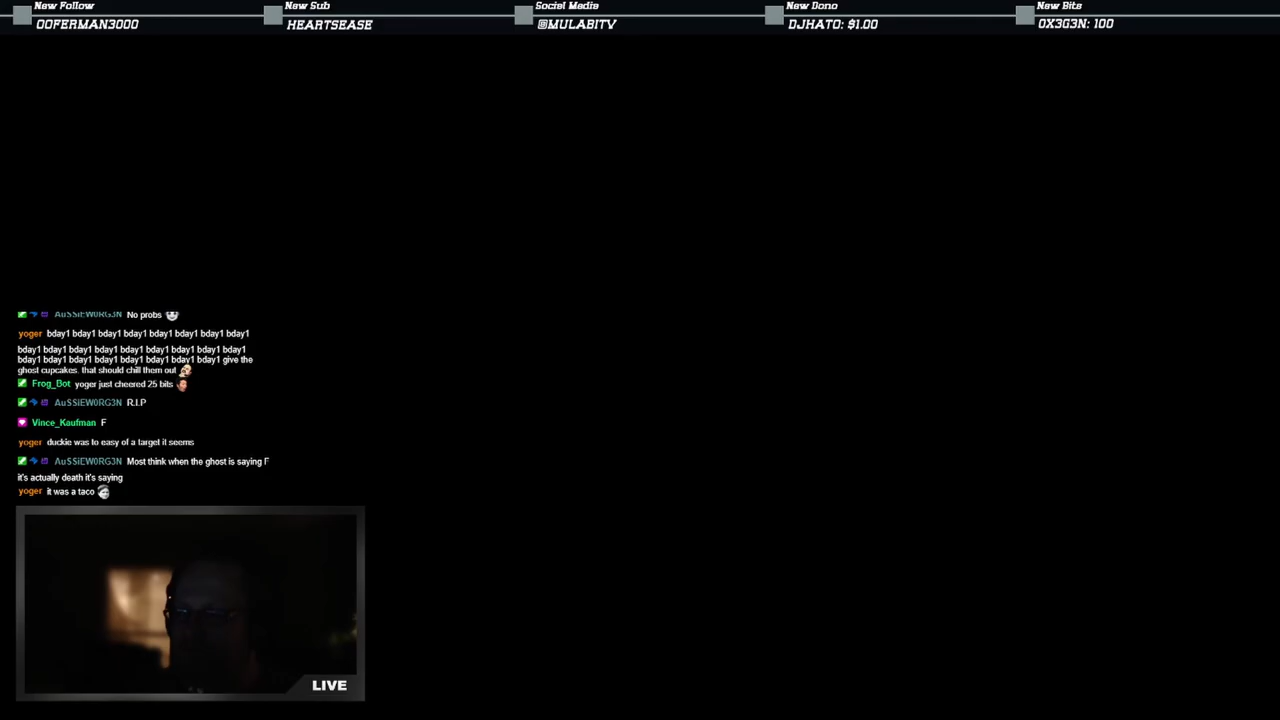 New Follow
OOFERMAN3000
New Sub
HEARTSEASE
Social Media
@MULABITV
New Dono
DJHATO: $1.00
New Bits
0X3G3N: 100
AuSSiEW0RG3N No probs
yoger bday1 bday1 bday1 bday1 bday1 bday1 bday1 bday1
bday1 bday1 bday1 bday1 bday1 bday1 bday1 bday1 bday1
bday1 bday1 bday1 bday1 bday1 bday1 bday1 bday1 give the
ghost cupcakes. that should chill them out
Frog_Bot yoger just cheered 25 bits
AuSSiEW0RG3N R.I.P
Vince_Kaufman F
yoger duckie was to easy of a target it seems
AuSSiEW0RG3N Most think when the ghost is saying F
it's actually death it's saying
yoger it was a taco
LIVE